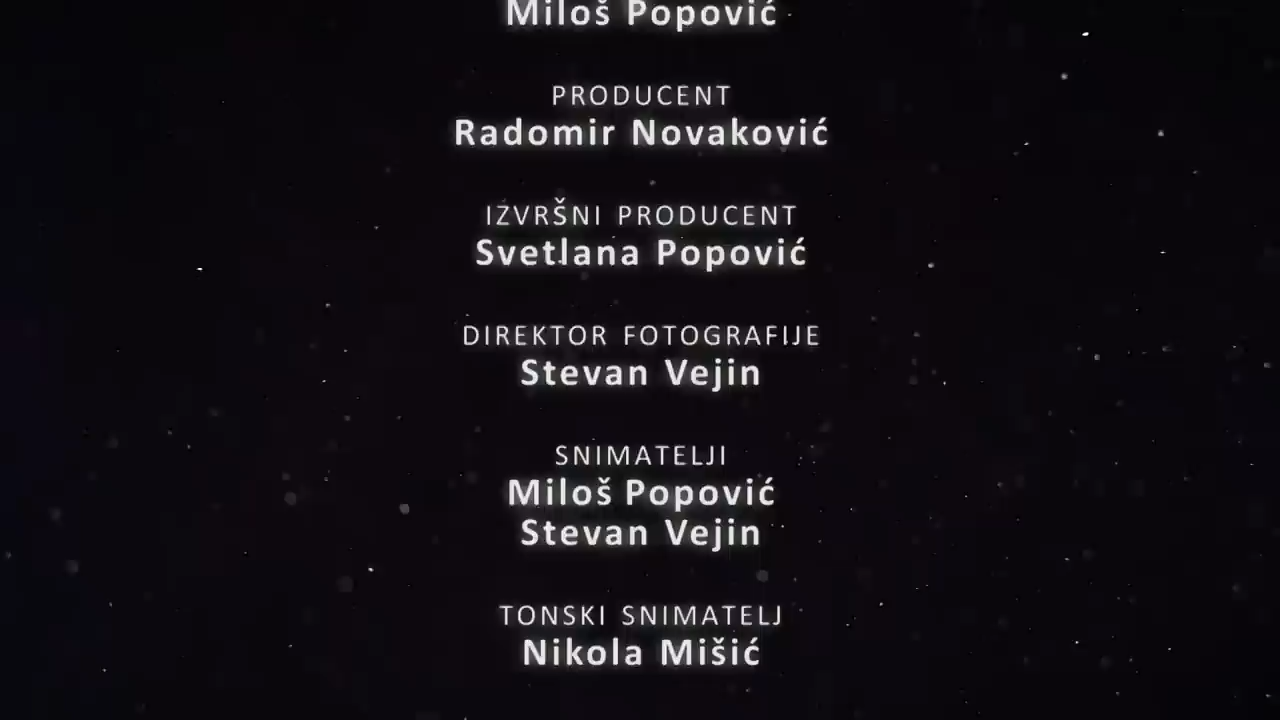 Miloš Popović
PRODUCENT
Radomir Novaković
IZVRŠNI PRODUCENT
Svetlana Popović
DIREKTOR FOTOGRAFIJE
Stevan Vejin
SNIMATELJI
Miloš Popović
Stevan Vejin
TONSKI SNIMATELJ
Nikola Mišić